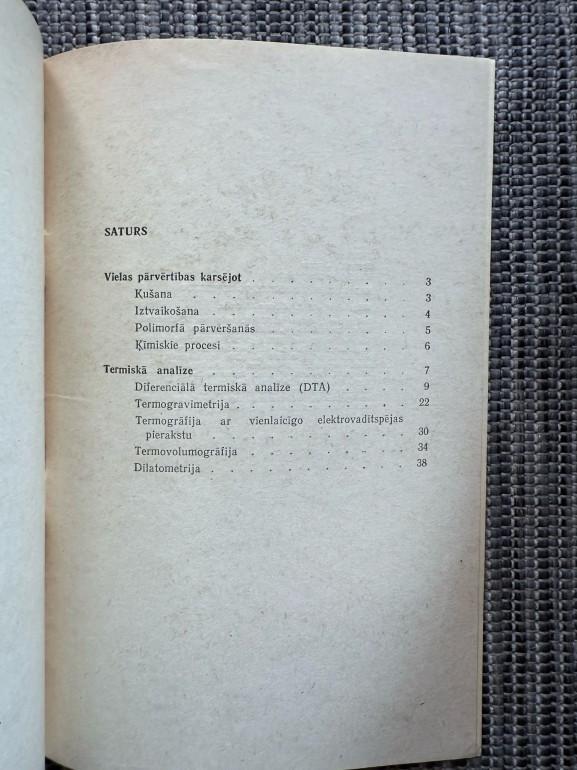 SATURS
Vielas pārvērtības karsējot . . . . . . . 3
Kušana . . . . . . . . . . 3
Iztvaikošana . . . . . . . . . 4
Polimorfā pārvēršanās . . . . . . . 5
Ķīmiskie procesi . . . . . . . . 6
Termiskā analīze . . . . . . . . . 7
Diferenciālā termiskā analīze (DTA) . . . . 9
Termogravimetrija . . . . . . . . 22
Termogrāfija ar vienlaicīgo elektrovadītspējas
pierakstu . . . . . . . . . 30
Termovolumogrāfija . . . . . . . . 34
Dilatometrija . . . . . . . . . 38